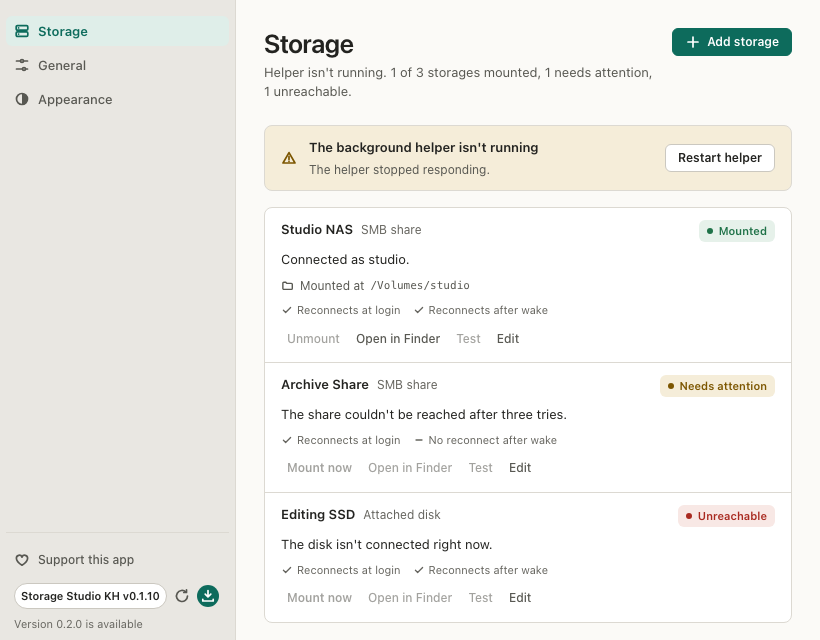 Storage
General
Appearance
Support this app
Storage Studio KH v0.1.10
Version 0.2.0 is available
Storage
Add storage
Helper isn't running. 1 of 3 storages mounted, 1 needs attention,
1 unreachable.
The background helper isn't running
The helper stopped responding.
Restart helper
Studio NAS SMB share
Mounted
Connected as studio.
Mounted at /Volumes/studio
Reconnects at login Reconnects after wake
Unmount Open in Finder Test Edit
Archive Share SMB share
Needs attention
The share couldn't be reached after three tries.
Reconnects at login No reconnect after wake
Mount now Open in Finder Test Edit
Editing SSD Attached disk
Unreachable
The disk isn't connected right now.
Reconnects at login Reconnects after wake
Mount now Open in Finder Test Edit